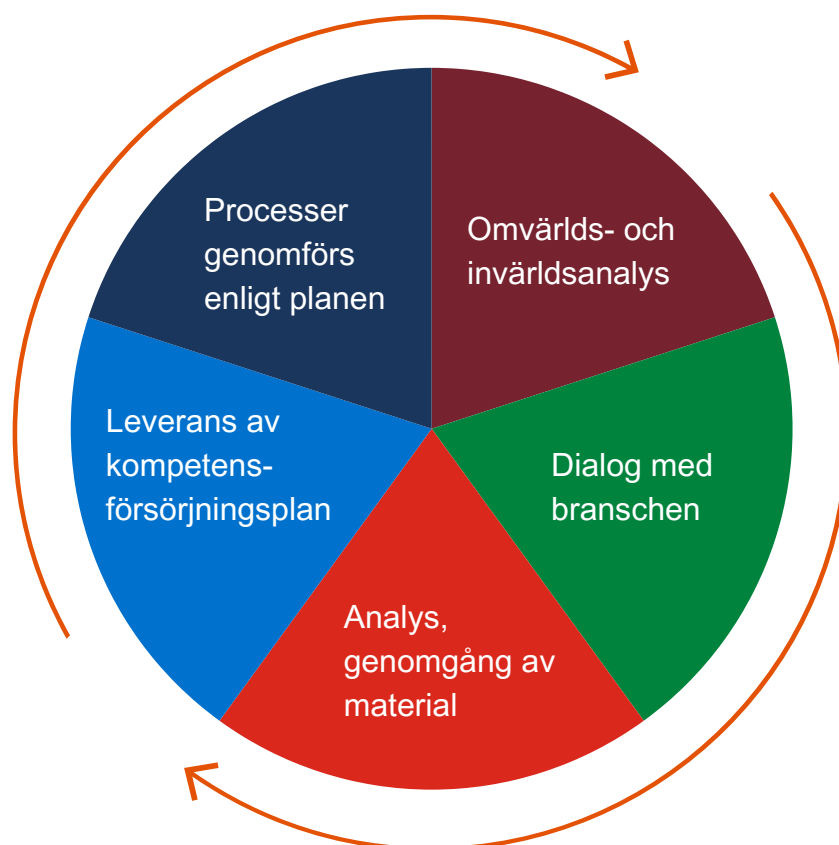 Omvärlds- och
invärldsanalys
Dialog med
branschen
Analys,
genomgång av
material
Leverans av
kompetens-
försörjningsplan
Processer
genomförs
enligt planen